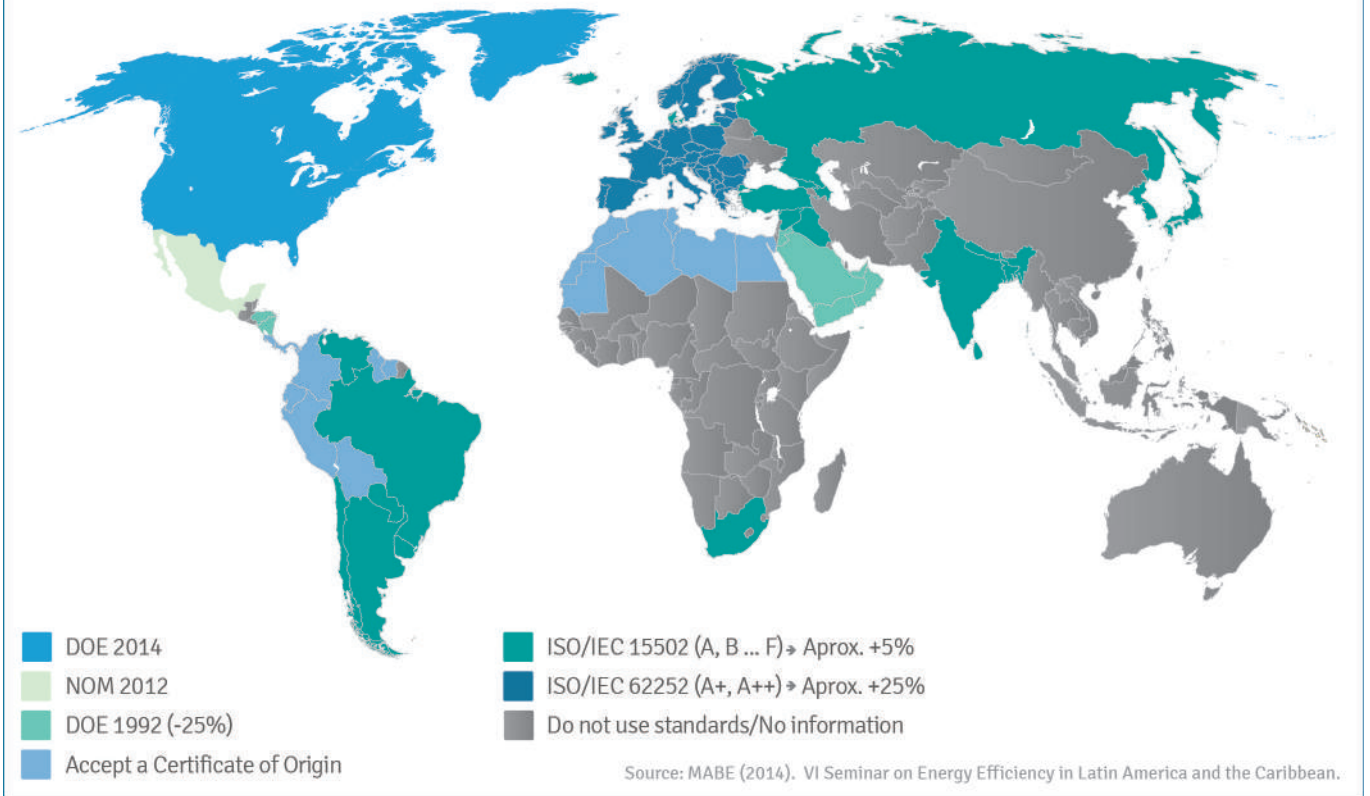 DOE 2014
NOM 2012
DOE 1992 (-25%)
Accept a Certificate of Origin
ISO/IEC 15502 (A, B ... F) → Aprox. +5%
ISO/IEC 62252 (A+, A++) → Aprox. +25%
Do not use standards/No information
Source: MABE (2014). VI Seminar on Energy Efficiency in Latin America and the Caribbean.